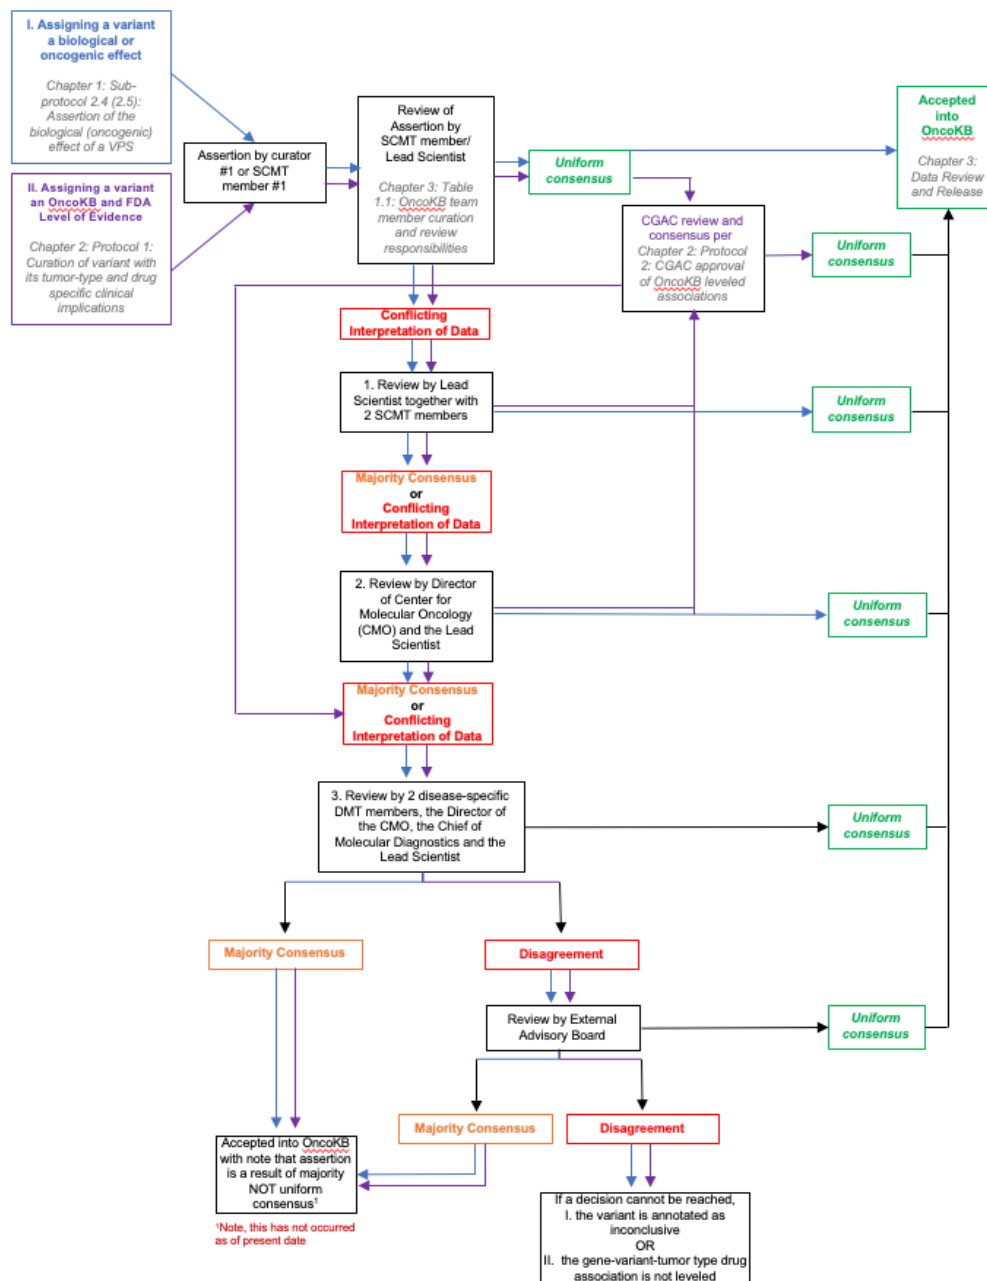 I. Assigning a variant
a biological or
oncogenic effect
Chapter 1: Sub-
protocol 2.4 (2.5):
Assertion of the
biological (oncogenic)
effect of a VPS
II. Assigning a variant
an OncoKB and FDA
Level of Evidence
Chapter 2: Protocol 1:
Curation of variant with
its tumor-type and drug
specific clinical
implications
Assertion by curator
#1 or SCMT
member #1
Review of
Assertion by
SCMT member/
Lead Scientist
Chapter 3: Table
1.1: OncoKB team
member curation
and review
responsibilities
Uniform
consensus
Accepted
into
OncoKB
Chapter 3:
Data Review
and Release
CGAC review and
consensus per
Chapter 2: Protocol
2: CGAC approval
of OncoKB leveled
associations
Uniform
consensus
Conflicting
Interpretation of Data
1. Review by Lead
Scientist together with
2 SCMT members
Uniform
consensus
Majority Consensus
or
Conflicting
Interpretation of Data
2. Review by Director
of Center for
Molecular Oncology
(CMO) and the Lead
Scientist
Uniform
consensus
Majority Consensus
or
Conflicting
Interpretation of Data
3. Review by 2 disease-specific
DMT members, the Director of
the CMO, the Chief of
Molecular Diagnostics and the
Lead Scientist
Uniform
consensus
Majority Consensus
Disagreement
Review by External
Advisory Board
Uniform
consensus
Majority Consensus
Disagreement
Accepted into OncoKB
with note that assertion
is a result of majority
NOT uniform
consensus¹
¹Note, this has not occurred
as of present date
If a decision cannot be reached,
I. the variant is annotated as
inconclusive
OR
II. the gene-variant-tumor type drug
association is not leveled